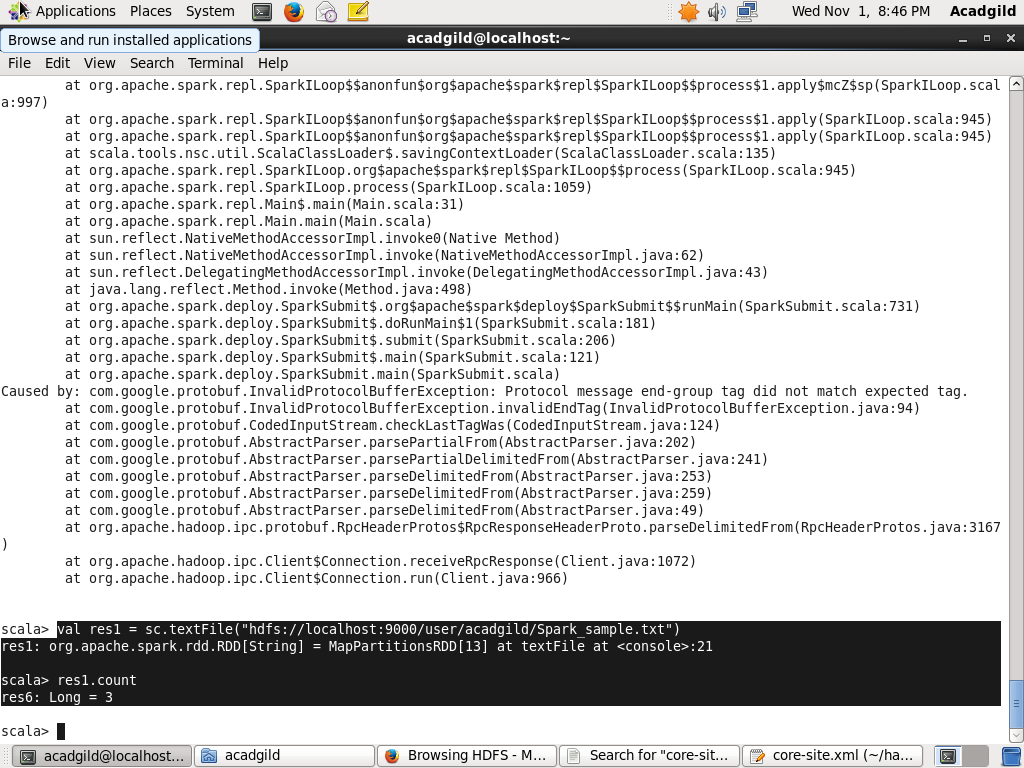 Applications Places System Wed Nov 1, 8:46 PM Acadgild
Browse and run installed applications
acadgild@localhost:~
File Edit View Search Terminal Help
at org.apache.spark.repl.SparkILoop$$anonfun$org$apache$spark$repl$SparkILoop$$process$1.apply$mcZ$sp(SparkILoop.scal
a:997)
at org.apache.spark.repl.SparkILoop$$anonfun$org$apache$spark$repl$SparkILoop$$process$1.apply(SparkILoop.scala:945)
at org.apache.spark.repl.SparkILoop$$anonfun$org$apache$spark$repl$SparkILoop$$process$1.apply(SparkILoop.scala:945)
at scala.tools.nsc.util.ScalaClassLoader$.savingContextLoader(ScalaClassLoader.scala:135)
at org.apache.spark.repl.SparkILoop.org$apache$spark$repl$SparkILoop$$process(SparkILoop.scala:945)
at org.apache.spark.repl.SparkILoop.process(SparkILoop.scala:1059)
at org.apache.spark.repl.Main$.main(Main.scala:31)
at org.apache.spark.repl.Main.main(Main.scala)
at sun.reflect.NativeMethodAccessorImpl.invoke0(Native Method)
at sun.reflect.NativeMethodAccessorImpl.invoke(NativeMethodAccessorImpl.java:62)
at sun.reflect.DelegatingMethodAccessorImpl.invoke(DelegatingMethodAccessorImpl.java:43)
at java.lang.reflect.Method.invoke(Method.java:498)
at org.apache.spark.deploy.SparkSubmit$.org$apache$spark$deploy$SparkSubmit$$runMain(SparkSubmit.scala:731)
at org.apache.spark.deploy.SparkSubmit$.doRunMain$1(SparkSubmit.scala:181)
at org.apache.spark.deploy.SparkSubmit$.submit(SparkSubmit.scala:206)
at org.apache.spark.deploy.SparkSubmit$.main(SparkSubmit.scala:121)
at org.apache.spark.deploy.SparkSubmit.main(SparkSubmit.scala)
Caused by: com.google.protobuf.InvalidProtocolBufferException: Protocol message end-group tag did not match expected tag.
at com.google.protobuf.InvalidProtocolBufferException.invalidEndTag(InvalidProtocolBufferException.java:94)
at com.google.protobuf.CodedInputStream.checkLastTagWas(CodedInputStream.java:124)
at com.google.protobuf.AbstractParser.parsePartialFrom(AbstractParser.java:202)
at com.google.protobuf.AbstractParser.parsePartialDelimitedFrom(AbstractParser.java:241)
at com.google.protobuf.AbstractParser.parseDelimitedFrom(AbstractParser.java:253)
at com.google.protobuf.AbstractParser.parseDelimitedFrom(AbstractParser.java:259)
at com.google.protobuf.AbstractParser.parseDelimitedFrom(AbstractParser.java:49)
at org.apache.hadoop.ipc.protobuf.RpcHeaderProtos$RpcResponseHeaderProto.parseDelimitedFrom(RpcHeaderProtos.java:3167
)
at org.apache.hadoop.ipc.Client$Connection.receiveRpcResponse(Client.java:1072)
at org.apache.hadoop.ipc.Client$Connection.run(Client.java:966)
scala> val res1 = sc.textFile("hdfs://localhost:9000/user/acadgild/Spark_sample.txt")
res1: org.apache.spark.rdd.RDD[String] = MapPartitionsRDD[13] at textFile at <console>:21
scala> res1.count
res6: Long = 3
scala>
acadgild@localhost... acadgild Browsing HDFS - M... Search for "core-sit... core-site.xml (~/ha...